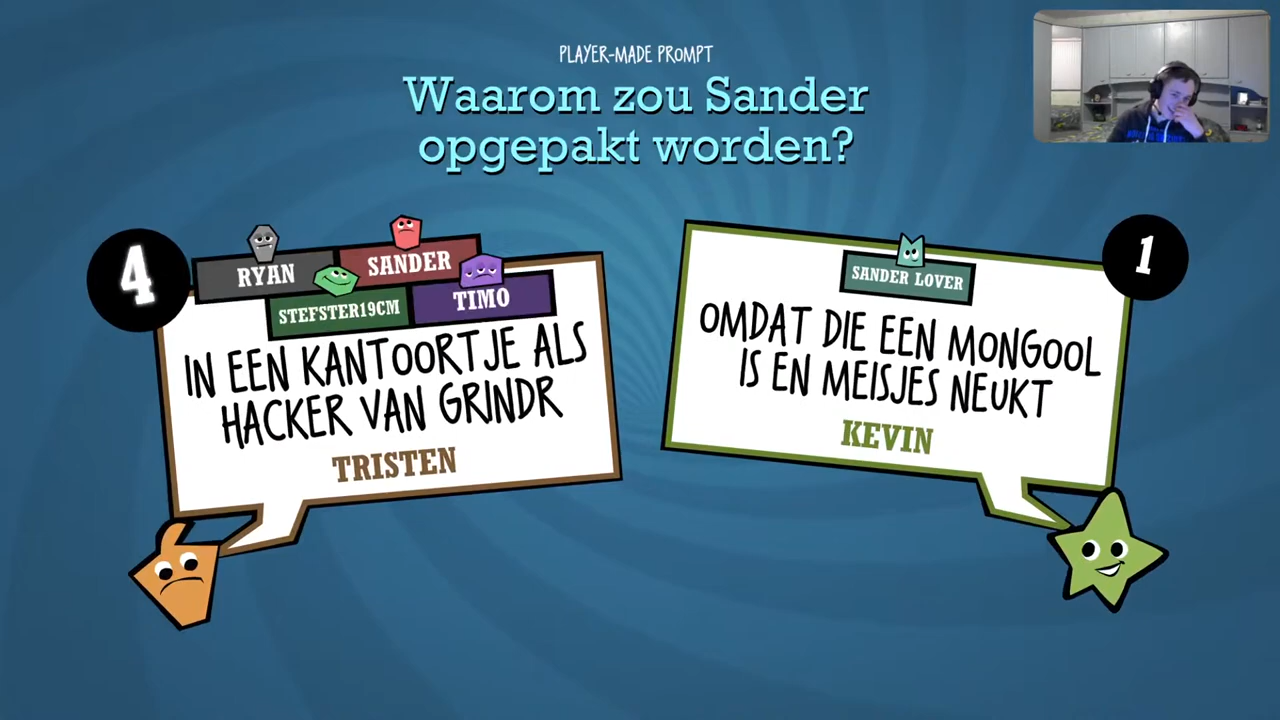 PLAYER-MADE PROMPT
Waarom zou Sander
opgepakt worden?
4
RYAN
SANDER
STEFSTER19CM
TIMO
IN EEN KANTOORTJE ALS
HACKER VAN GRINDR
TRISTEN
1
SANDER LOVER
OMDAT DIE EEN MONGOOL
IS EN MEISJES NEUKT
KEVIN